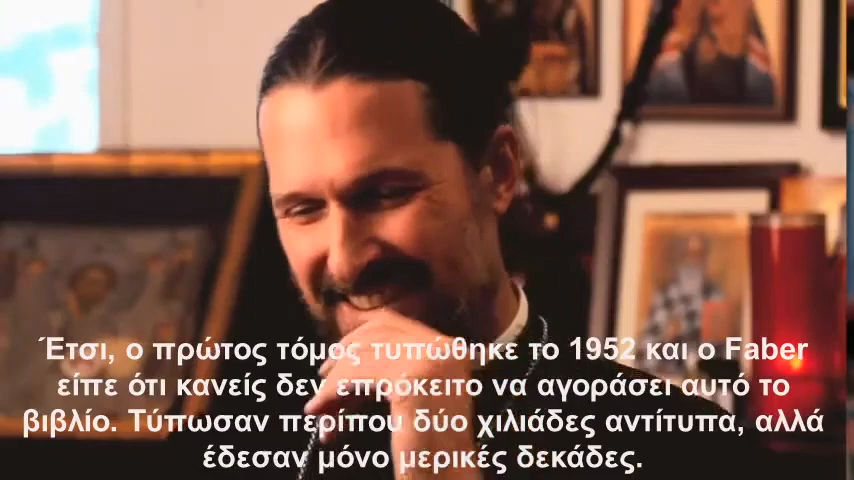 Έτσι, ο πρώτος τόμος τυπώθηκε το 1952 και ο Faber
είπε ότι κανείς δεν επρόκειτο να αγοράσει αυτό το
βιβλίο. Τύπωσαν περίπου δύο χιλιάδες αντίτυπα, αλλά
έδεσαν μόνο μερικές δεκάδες.